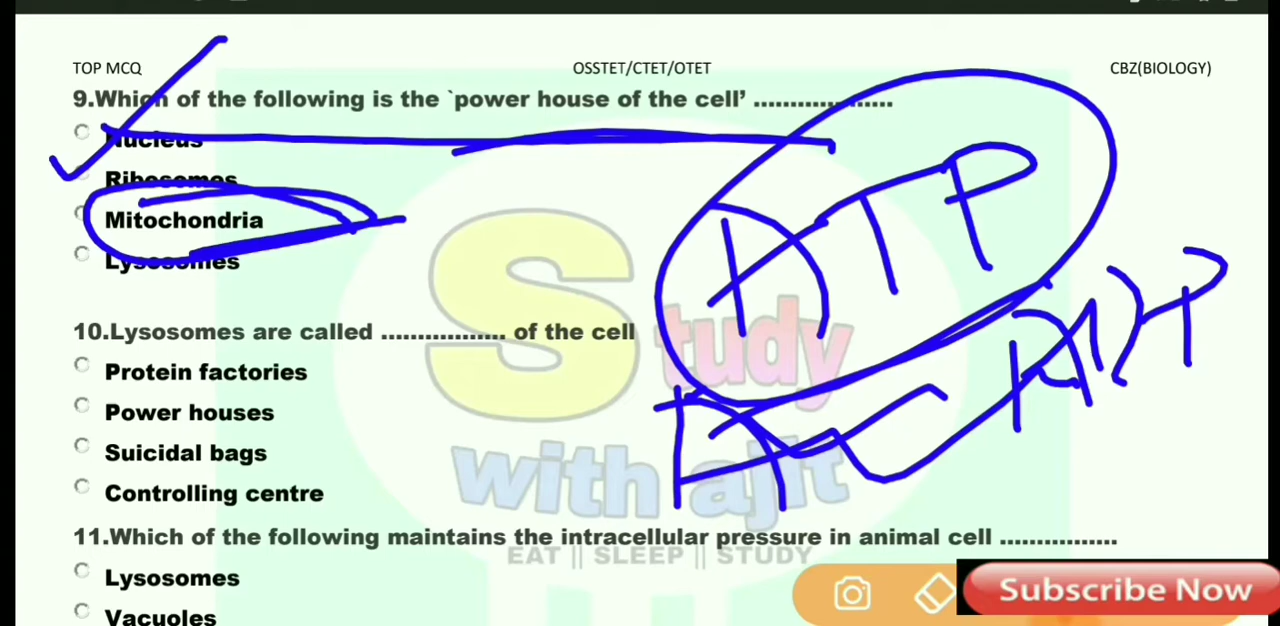 TOP MCQ OSSTET/CTET/OTET CBZ(BIOLOGY)
9.Which of the following is the `power house of the cell’ ...................
Nucleus
Ribosomes
Mitochondria
Lysosomes
ATP
ADP
10.Lysosomes are called ................. of the cell
Protein factories
Power houses
Suicidal bags
Controlling centre
11.Which of the following maintains the intracellular pressure in animal cell ................
Lysosomes
Vacuoles
Study
with ajit
EAT || SLEEP || STUDY
Subscribe Now